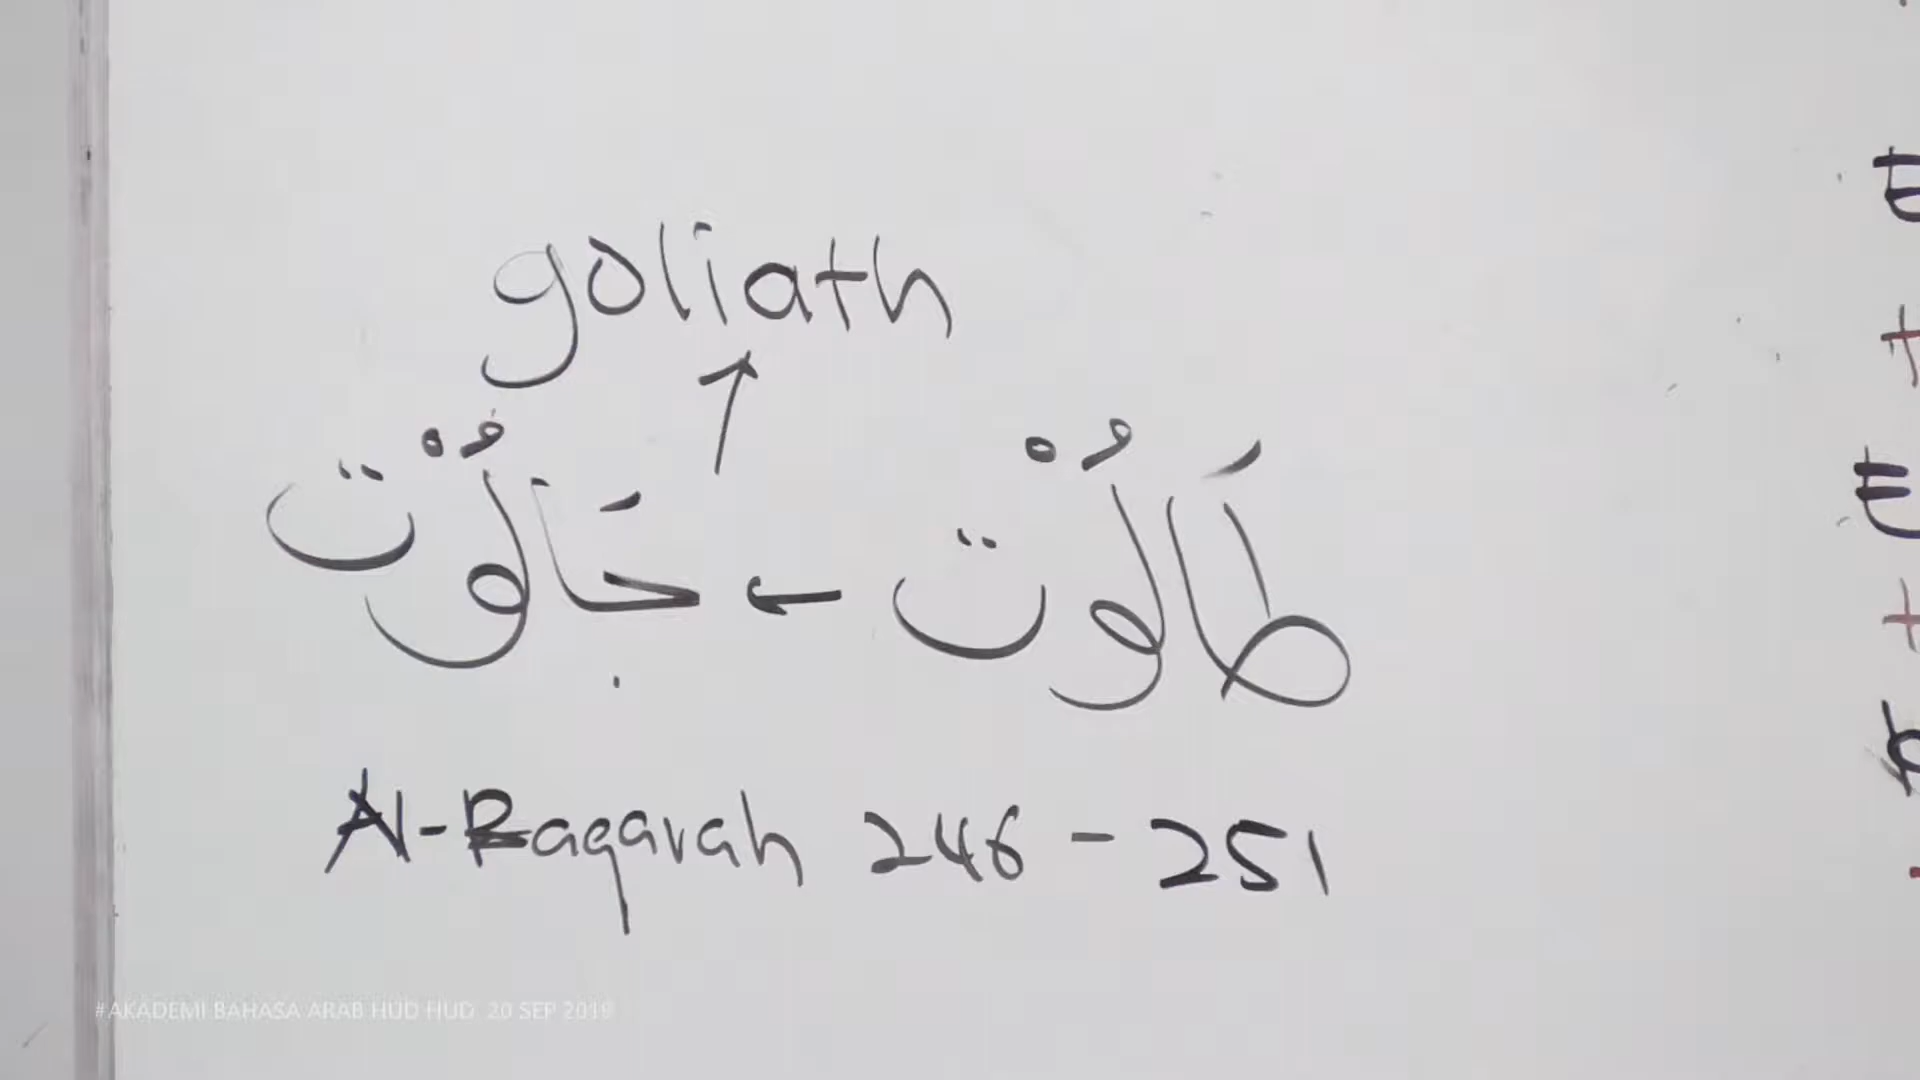 goliath
طَالُوْت ← جَالُوْت
Al-Baqarah 246 - 251
#AKADEMI BAHASA ARAB HUD HUD, 20 SEP 2019